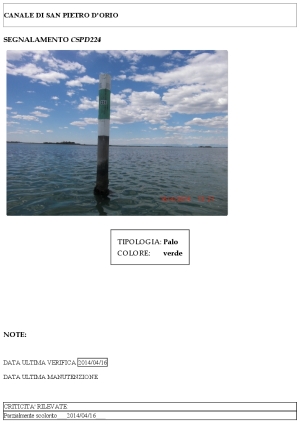 CANALE DI SAN PIETRO D'ORIO
SEGNALAMENTO CSPD224
TIPOLOGIA: Palo
COLORE: verde
NOTE:
DATA ULTIMA VERIFICA 2014/04/16
DATA ULTIMA MANUTENZIONE
CRITICITA' RILEVATE
Parzialmente scolorito 2014/04/16